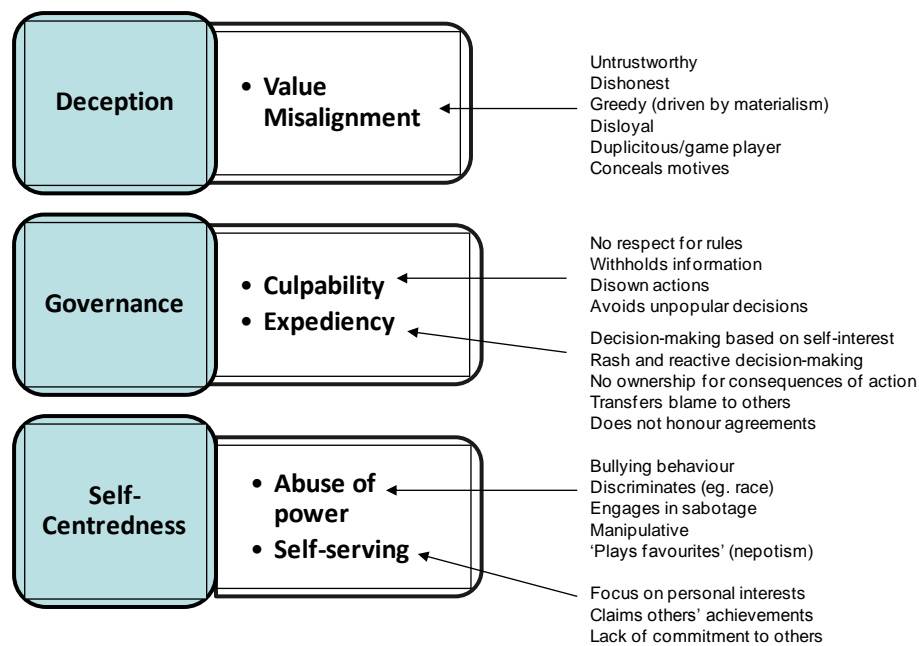 Deception
• Value
Misalignment
Untrustworthy
Dishonest
Greedy (driven by materialism)
Disloyal
Duplicitous/game player
Conceals motives
Governance
• Culpability
• Expediency
No respect for rules
Withholds information
Disown actions
Avoids unpopular decisions
Decision-making based on self-interest
Rash and reactive decision-making
No ownership for consequences of action
Transfers blame to others
Does not honour agreements
Self-
Centredness
• Abuse of
power
• Self-serving
Bullying behaviour
Discriminates (eg. race)
Engages in sabotage
Manipulative
‘Plays favourites’ (nepotism)
Focus on personal interests
Claims others’ achievements
Lack of commitment to others